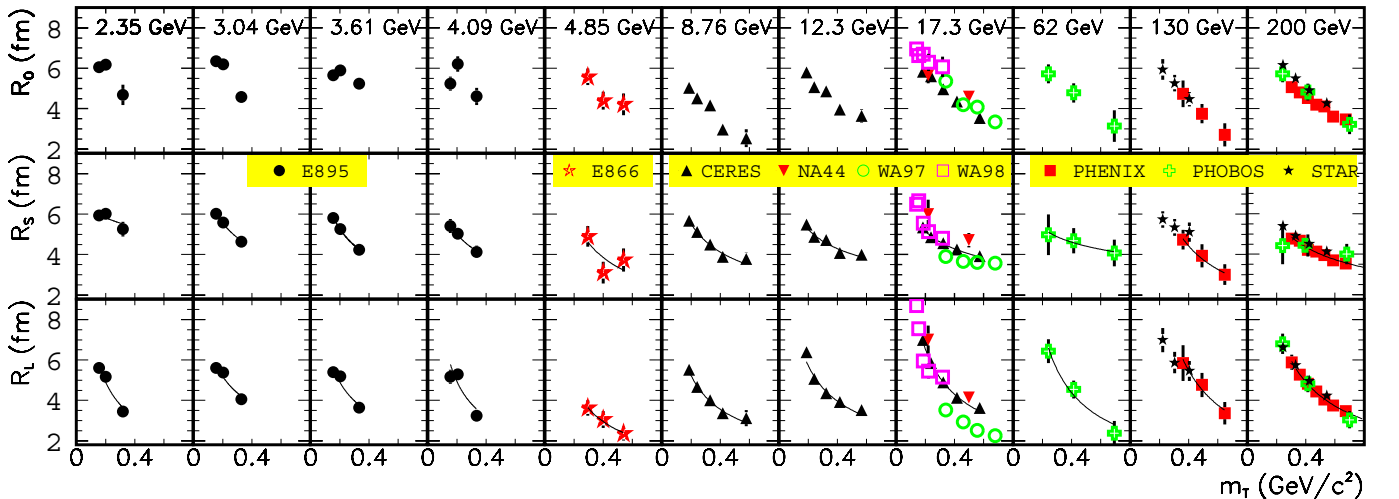 R_O (fm)
8
6
4
2
2.35 GeV
3.04 GeV
3.61 GeV
4.09 GeV
4.85 GeV
8.76 GeV
12.3 GeV
17.3 GeV
62 GeV
130 GeV
200 GeV
R_S (fm)
8
6
4
2
E895
E866
CERES NA44 WA97 WA98
PHENIX PHOBOS STAR
R_L (fm)
8
6
4
2
0 0.4 0 0.4 0 0.4 0 0.4 0 0.4 0 0.4 0 0.4 0 0.4 0 0.4 0 0.4 0 0.4
m_T (GeV/c²)